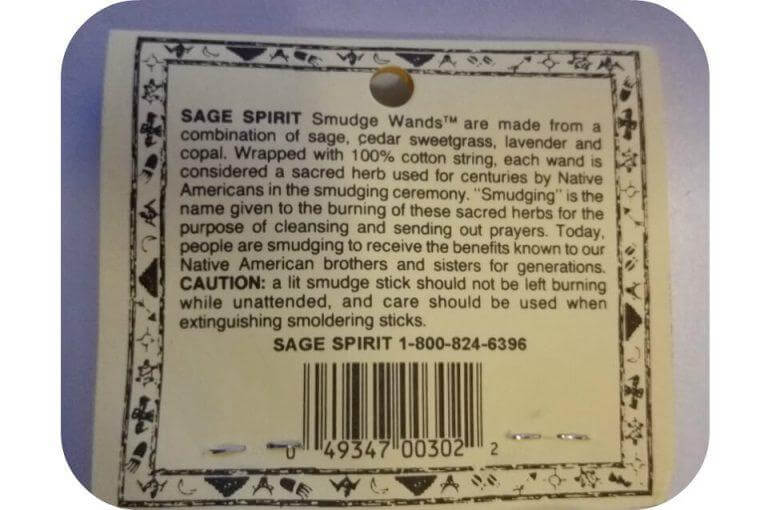 SAGE SPIRIT Smudge Wands™ are made from a
combination of sage, cedar sweetgrass, lavender and
copal. Wrapped with 100% cotton string, each wand is
considered a sacred herb used for centuries by Native
Americans in the smudging ceremony. "Smudging" is the
name given to the burning of these sacred herbs for the
purpose of cleansing and sending out prayers. Today,
people are smudging to receive the benefits known to our
Native American brothers and sisters for generations.
CAUTION: a lit smudge stick should not be left burning
while unattended, and care should be used when
extinguishing smoldering sticks.
SAGE SPIRIT 1-800-824-6396
0 49347 00302 2